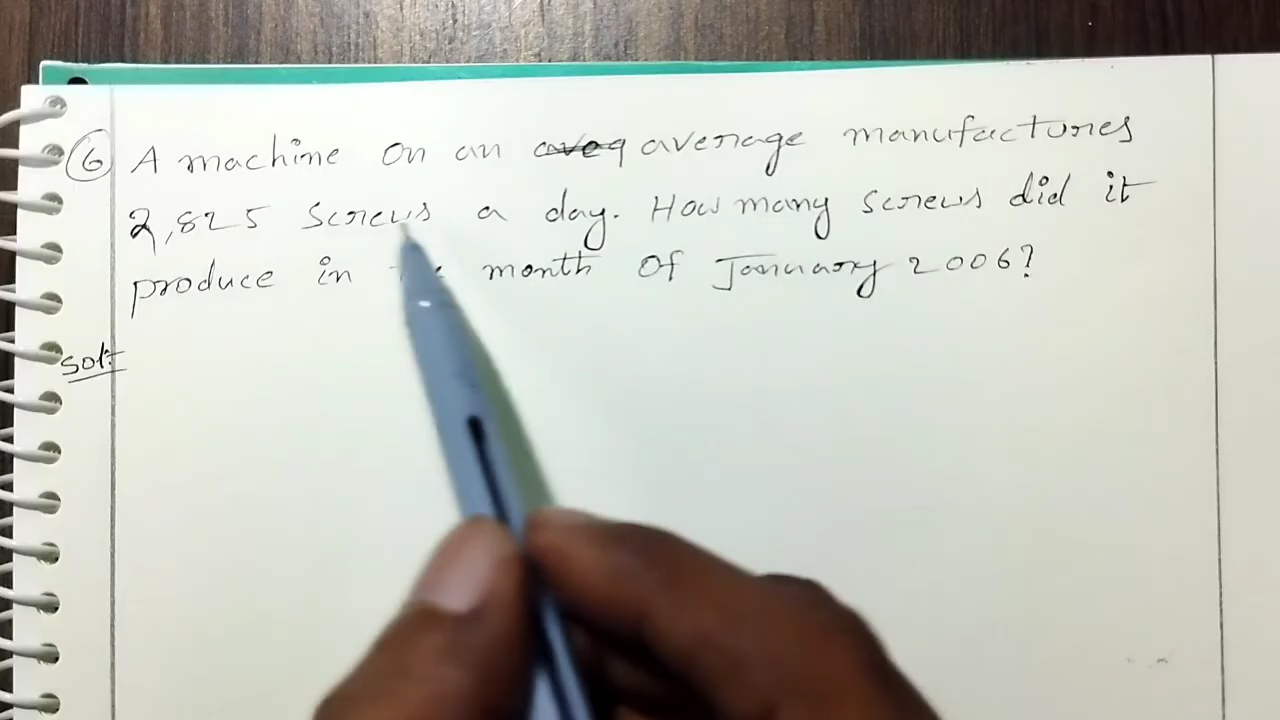 6 A machine on an aveg average manufactures
2,825 screws a day. How many screws did it
produce in month of January 2006?
Sol: